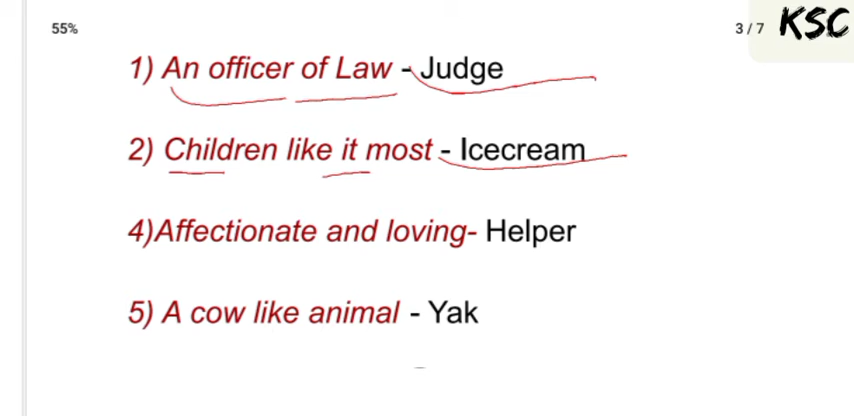 55%
3 / 7 KSC
1) An officer of Law - Judge
2) Children like it most - Icecream
4)Affectionate and loving- Helper
5) A cow like animal - Yak